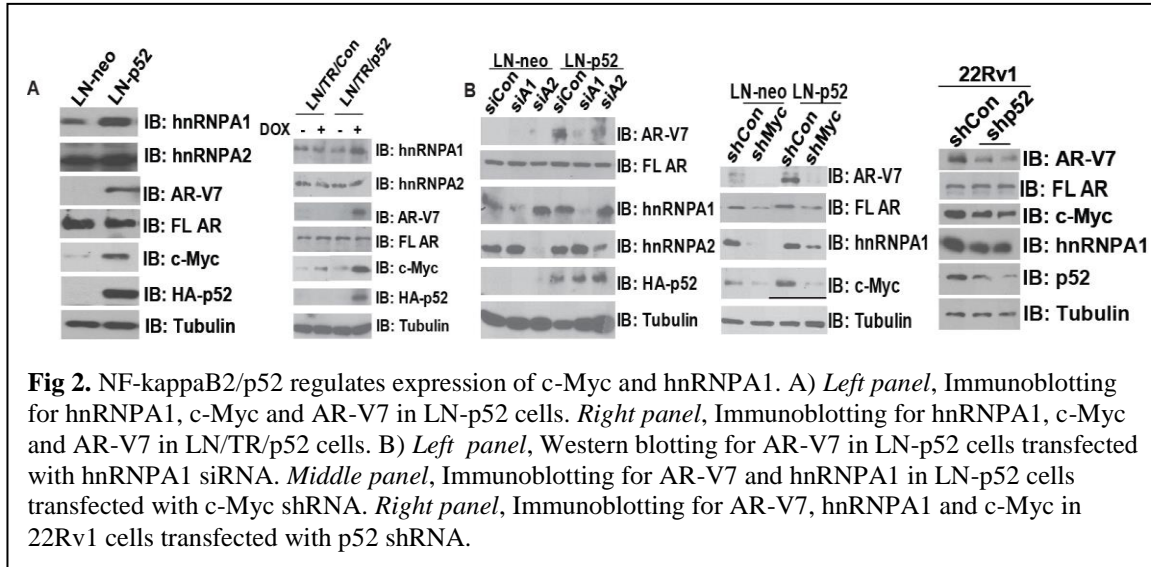 A
LN-neo
LN-p52
IB: hnRNPA1
IB: hnRNPA2
IB: AR-V7
IB: FL AR
IB: c-Myc
IB: HA-p52
IB: Tubulin
LN/TR/Con
LN/TR/p52
DOX - + - +
IB: hnRNPA1
IB: hnRNPA2
IB: AR-V7
IB: FL AR
IB: c-Myc
IB: HA-p52
IB: Tubulin
B
LN-neo LN-p52
siCon siA1 siA2 siCon siA1 siA2
IB: AR-V7
IB: FL AR
IB: hnRNPA1
IB: hnRNPA2
IB: HA-p52
IB: Tubulin
LN-neo LN-p52
shCon shMyc shCon shMyc
IB: AR-V7
IB: FL AR
IB: hnRNPA1
IB: c-Myc
IB: Tubulin
22Rv1
shCon shp52
IB: AR-V7
IB: FL AR
IB: c-Myc
IB: hnRNPA1
IB: p52
IB: Tubulin
Fig 2. NF-kappaB2/p52 regulates expression of c-Myc and hnRNPA1. A) Left panel, Immunoblotting
for hnRNPA1, c-Myc and AR-V7 in LN-p52 cells. Right panel, Immunoblotting for hnRNPA1, c-Myc
and AR-V7 in LN/TR/p52 cells. B) Left panel, Western blotting for AR-V7 in LN-p52 cells transfected
with hnRNPA1 siRNA. Middle panel, Immunoblotting for AR-V7 and hnRNPA1 in LN-p52 cells
transfected with c-Myc shRNA. Right panel, Immunoblotting for AR-V7, hnRNPA1 and c-Myc in
22Rv1 cells transfected with p52 shRNA.